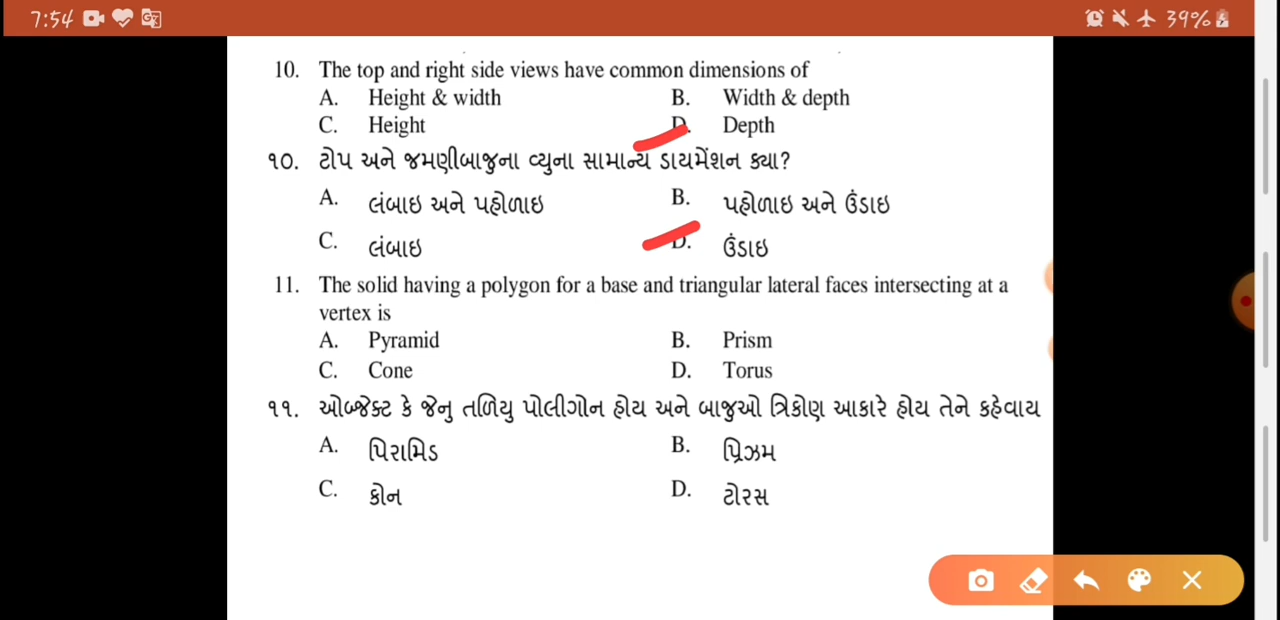 7:54 39%
10. The top and right side views have common dimensions of
A. Height & width B. Width & depth
C. Height D. Depth
૧૦. ટોપ અને જમણીબાજુના વ્યુના સામાન્ય ડાયમેંશન ક્યા?
A. લંબાઇ અને પહોળાઇ B. પહોળાઇ અને ઉંડાઇ
C. લંબાઇ D. ઉંડાઇ
11. The solid having a polygon for a base and triangular lateral faces intersecting at a
vertex is
A. Pyramid B. Prism
C. Cone D. Torus
૧૧. ઓબ્જેક્ટ કે જેનુ તળિયુ પોલીગોન હોય અને બાજુઓ ત્રિકોણ આકારે હોય તેને કહેવાય
A. પિરામિડ B. પ્રિઝમ
C. કોન D. ટોરસ